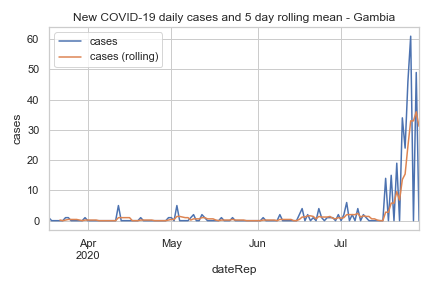 New COVID-19 daily cases and 5 day rolling mean - Gambia
cases
cases (rolling)
60
50
40
30
20
10
0
cases
Apr
2020
May
Jun
Jul
dateRep